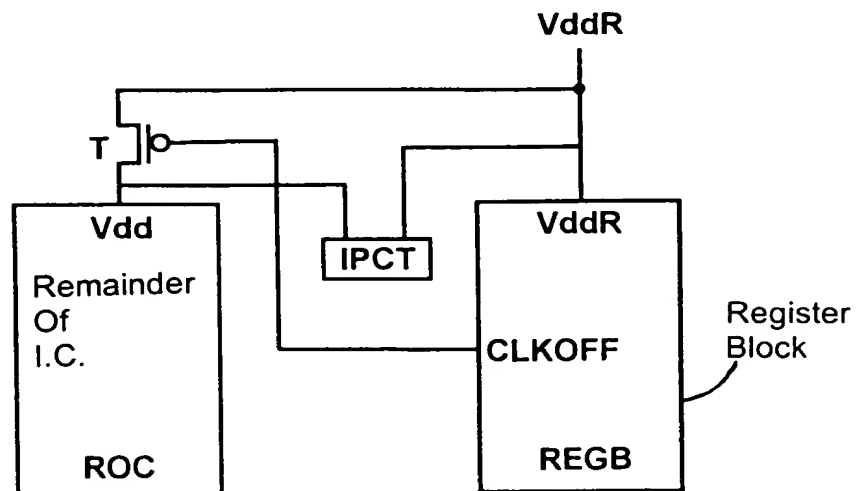 VddR
T
Vdd
IPCT
VddR
Remainder
Of
I.C.
Register
Block
CLKOFF
ROC
REGB